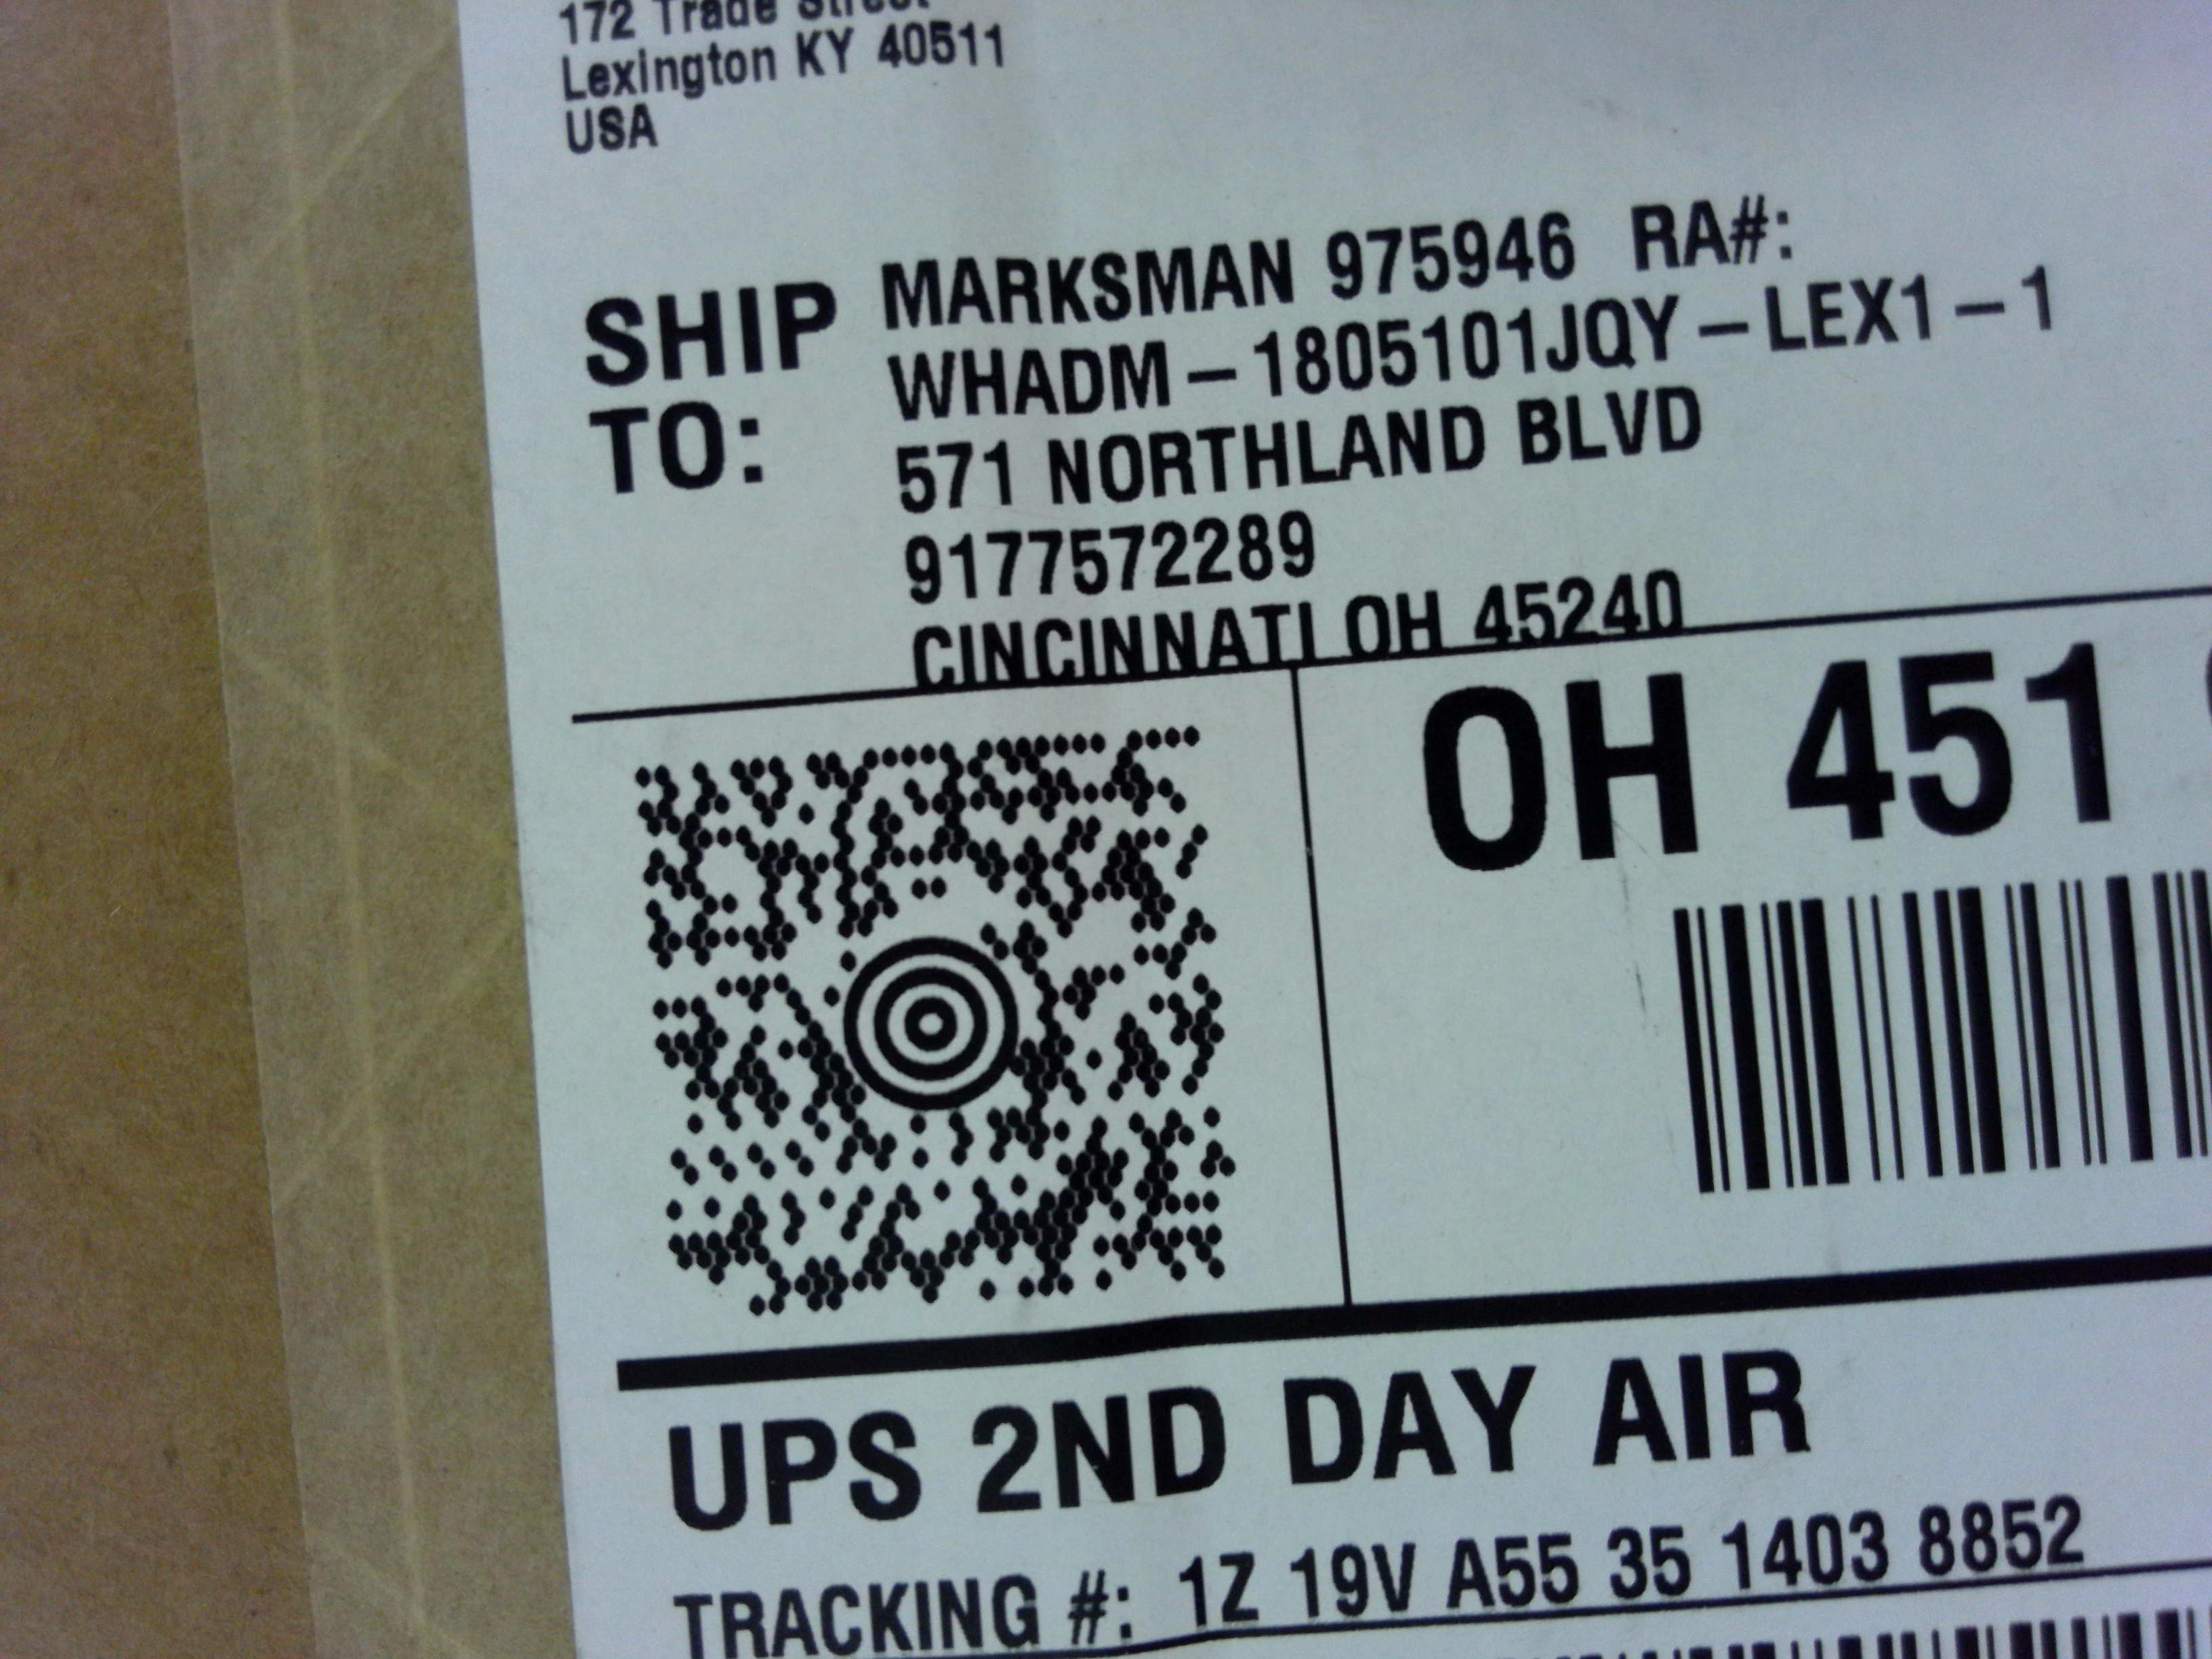 172 Trade Street
Lexington KY 40511
USA
SHIP TO:
MARKSMAN 975946 RA#:
WHADM-1805101JQY-LEX1-1
571 NORTHLAND BLVD
9177572289
CINCINNATI OH 45240
OH 451
UPS 2ND DAY AIR
TRACKING #: 1Z 19V A55 35 1403 8852